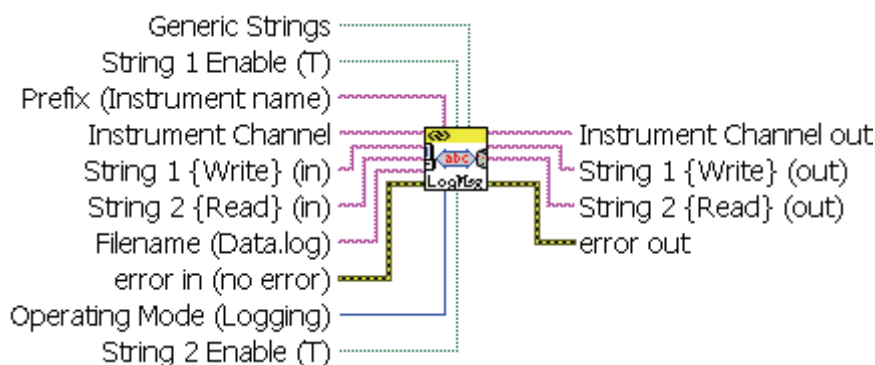 Generic Strings
String 1 Enable (T)
Prefix (Instrument name)
Instrument Channel
String 1 {Write} (in)
String 2 {Read} (in)
Filename (Data.log)
error in (no error)
Operating Mode (Logging)
String 2 Enable (T)
abc
LogMsg
Instrument Channel out
String 1 {Write} (out)
String 2 {Read} (out)
error out